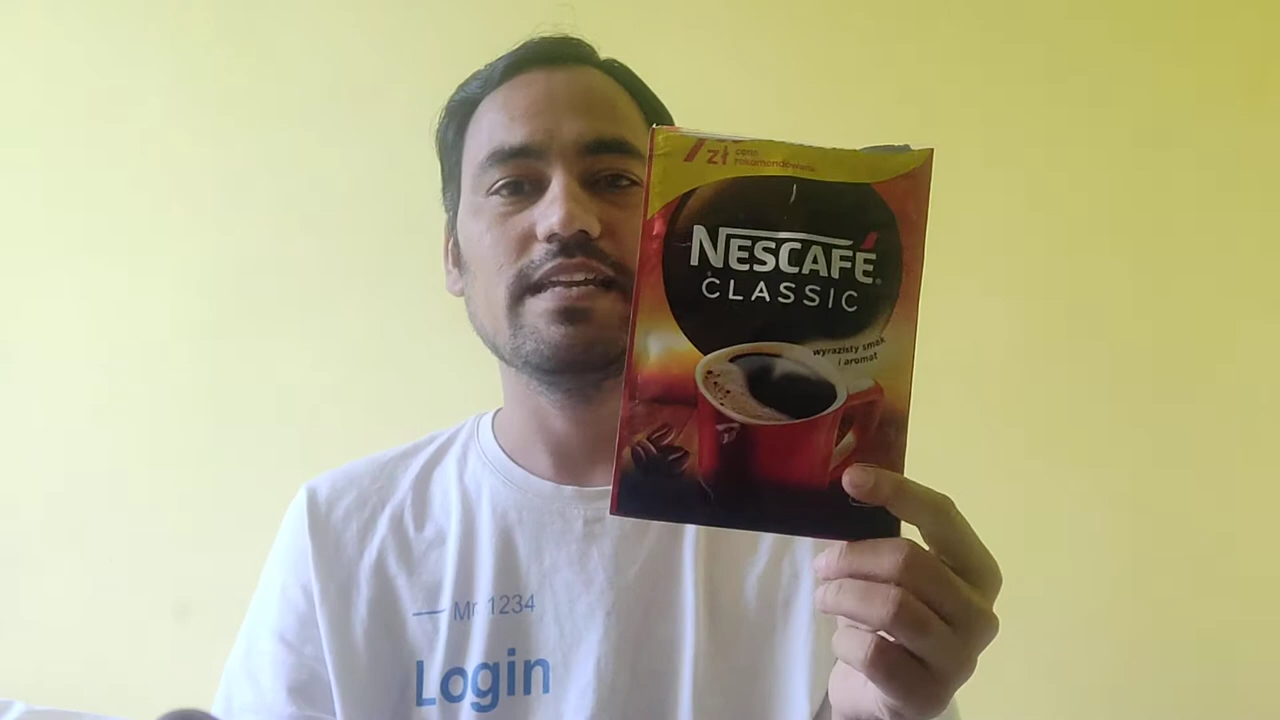 zł cena
rekomendowana
NESCAFÉ®
CLASSIC
wyrazisty smak
i aromat
— Mr 1234
Login